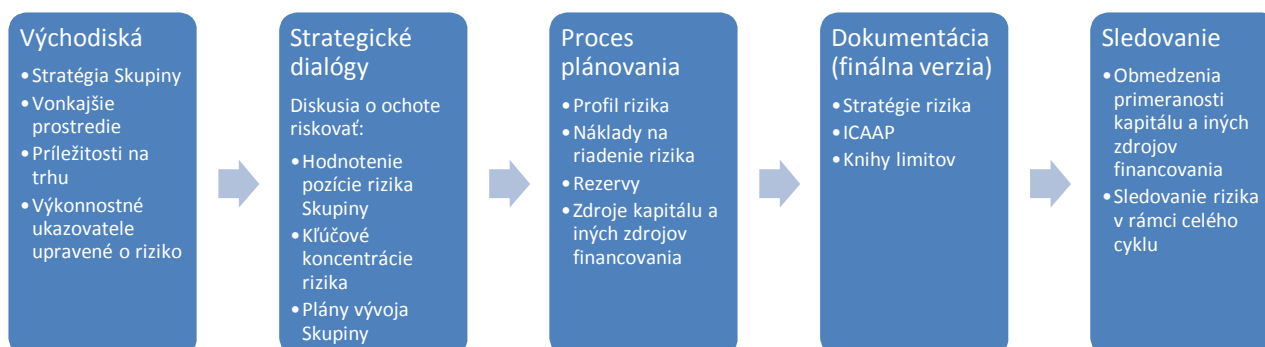 Východiská
•Stratégia Skupiny
•Vonkajšie
prostredie
•Príležitosti na
trhu
•Výkonnostné
ukazovatele
upravené o riziko
Strategické
dialógy
Diskusia o ochote
riskovať:
•Hodnotenie
pozície rizika
Skupiny
•Kľúčové
koncentrácie
rizika
•Plány vývoja
Skupiny
Proces
plánovania
•Profil rizika
•Náklady na
riadenie rizika
•Rezervy
•Zdroje kapitálu a
iných zdrojov
financovania
Dokumentácia
(finálna verzia)
•Stratégie rizika
•ICAAP
•Knihy limitov
Sledovanie
•Obmedzenia
primeranosti
kapitálu a iných
zdrojov
financovania
•Sledovanie rizika
v rámci celého
cyklu